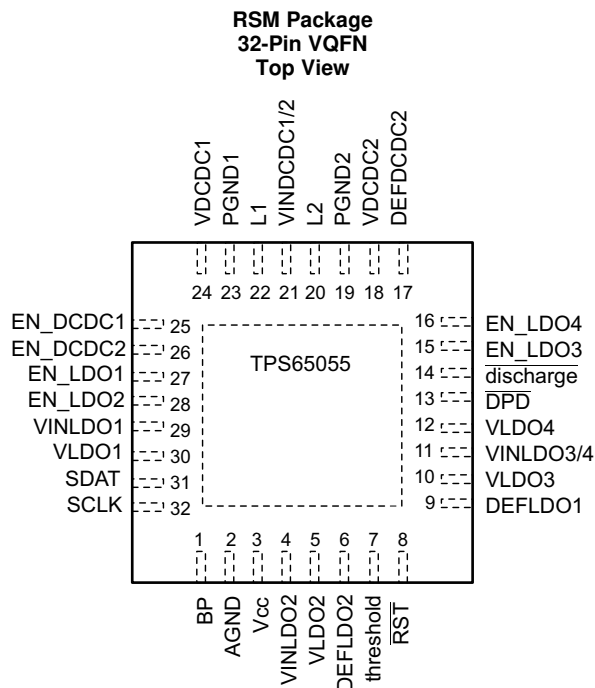 RSM Package
32-Pin VQFN
Top View
VDCDC1
PGND1
L1
VINDCDC1/2
L2
PGND2
VDCDC2
DEFDCDC2
24 23 22 21 20 19 18 17
EN_DCDC1 25
EN_DCDC2 26
EN_LDO1 27
EN_LDO2 28
VINLDO1 29
VLDO1 30
SDAT 31
SCLK 32
TPS65055
16 EN_LDO4
15 EN_LDO3
14 discharge
13 DPD
12 VLDO4
11 VINLDO3/4
10 VLDO3
9 DEFLDO1
1 2 3 4 5 6 7 8
BP
AGND
Vcc
VINLDO2
VLDO2
DEFLDO2
threshold
RST